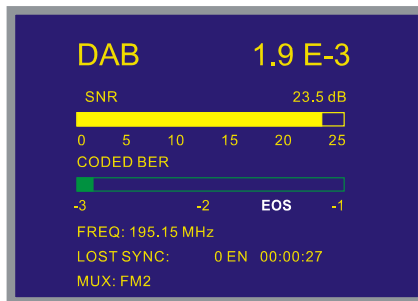 DAB 1.9 E-3
SNR 23.5 dB
0 5 10 15 20 25
CODED BER
-3 -2 EOS -1
FREQ: 195.15 MHz
LOST SYNC: 0 EN 00:00:27
MUX: FM2